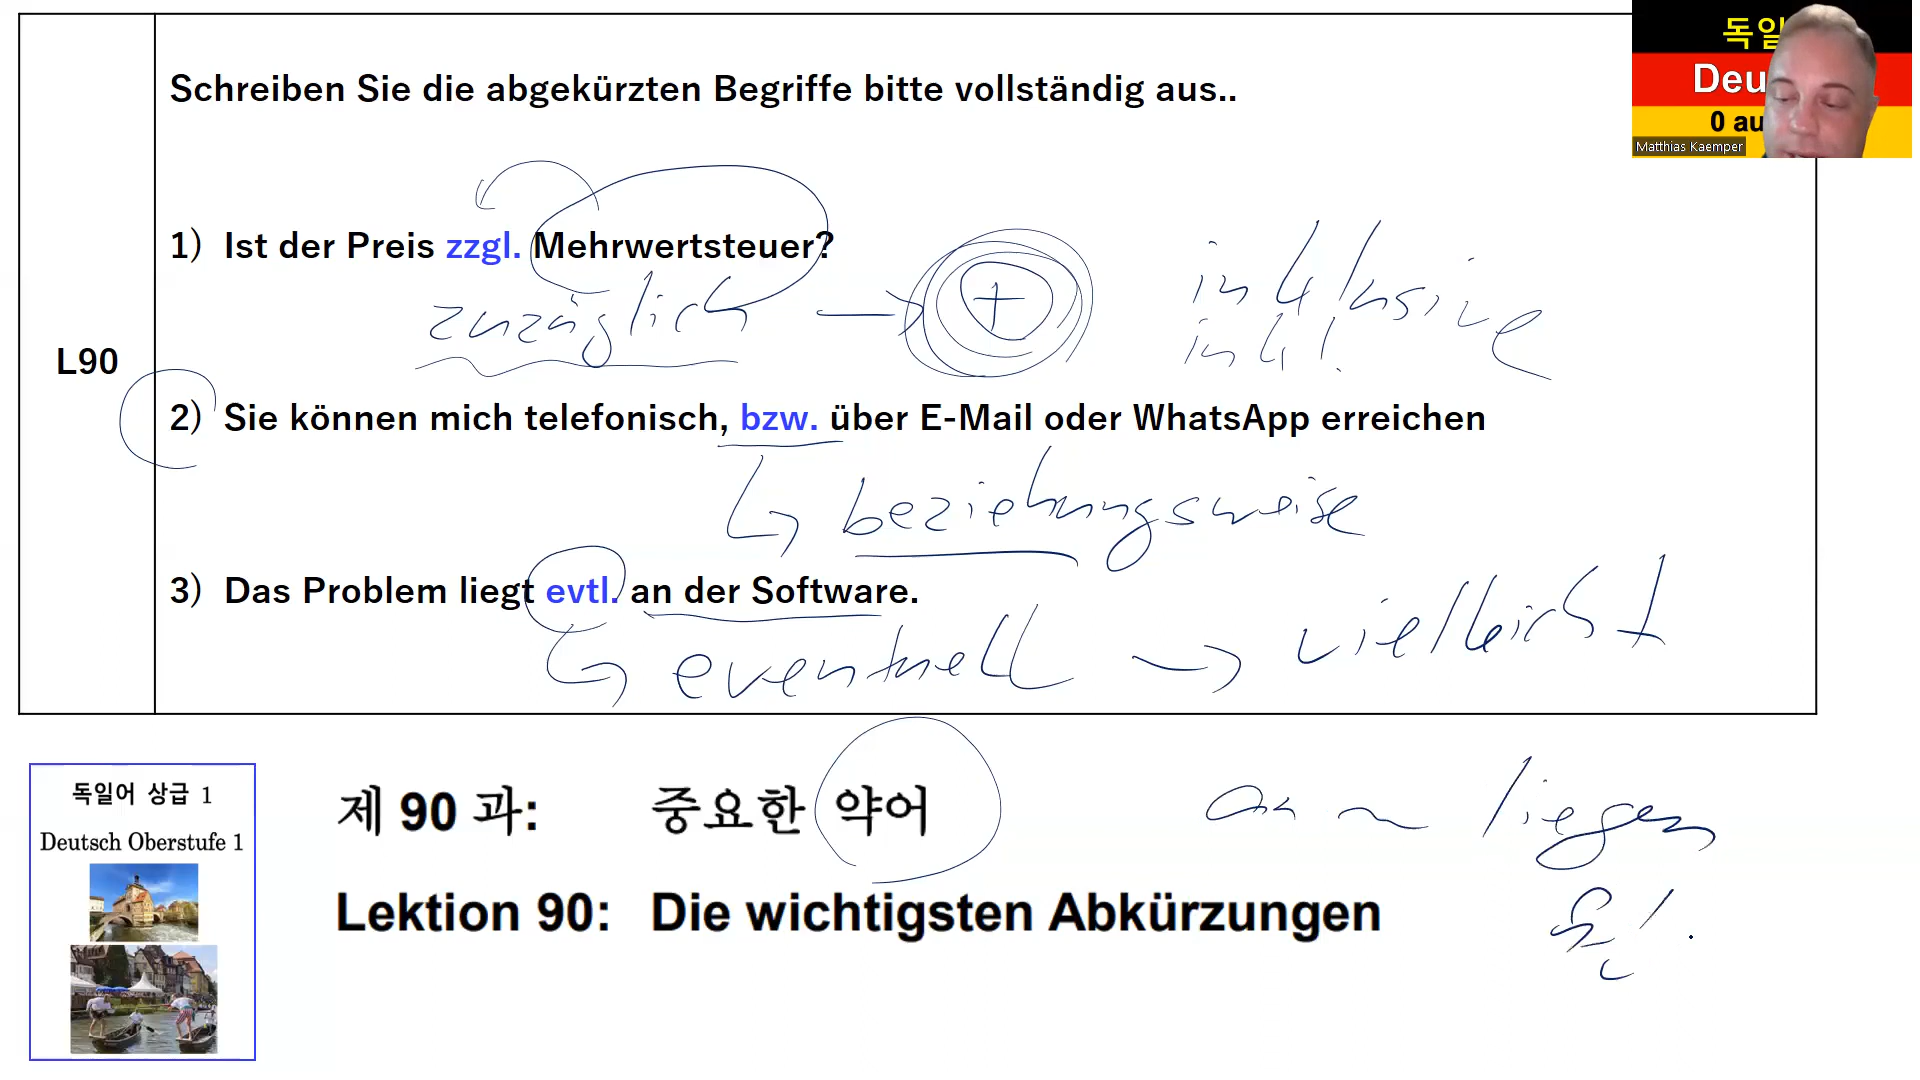 독일
Deu
0 au
Matthias Kaemper
Schreiben Sie die abgekürzten Begriffe bitte vollständig aus..
1) Ist der Preis zzgl. Mehrwertsteuer?
zuzüglich → + inklusive
inkl.
L90
2) Sie können mich telefonisch, bzw. über E-Mail oder WhatsApp erreichen
beziehungsweise
3) Das Problem liegt evtl. an der Software.
eventuell → vielleicht
독일어 상급 1
Deutsch Oberstufe 1
제 90 과: 중요한 약어
an ~ liegen
Lektion 90: Die wichtigsten Abkürzungen